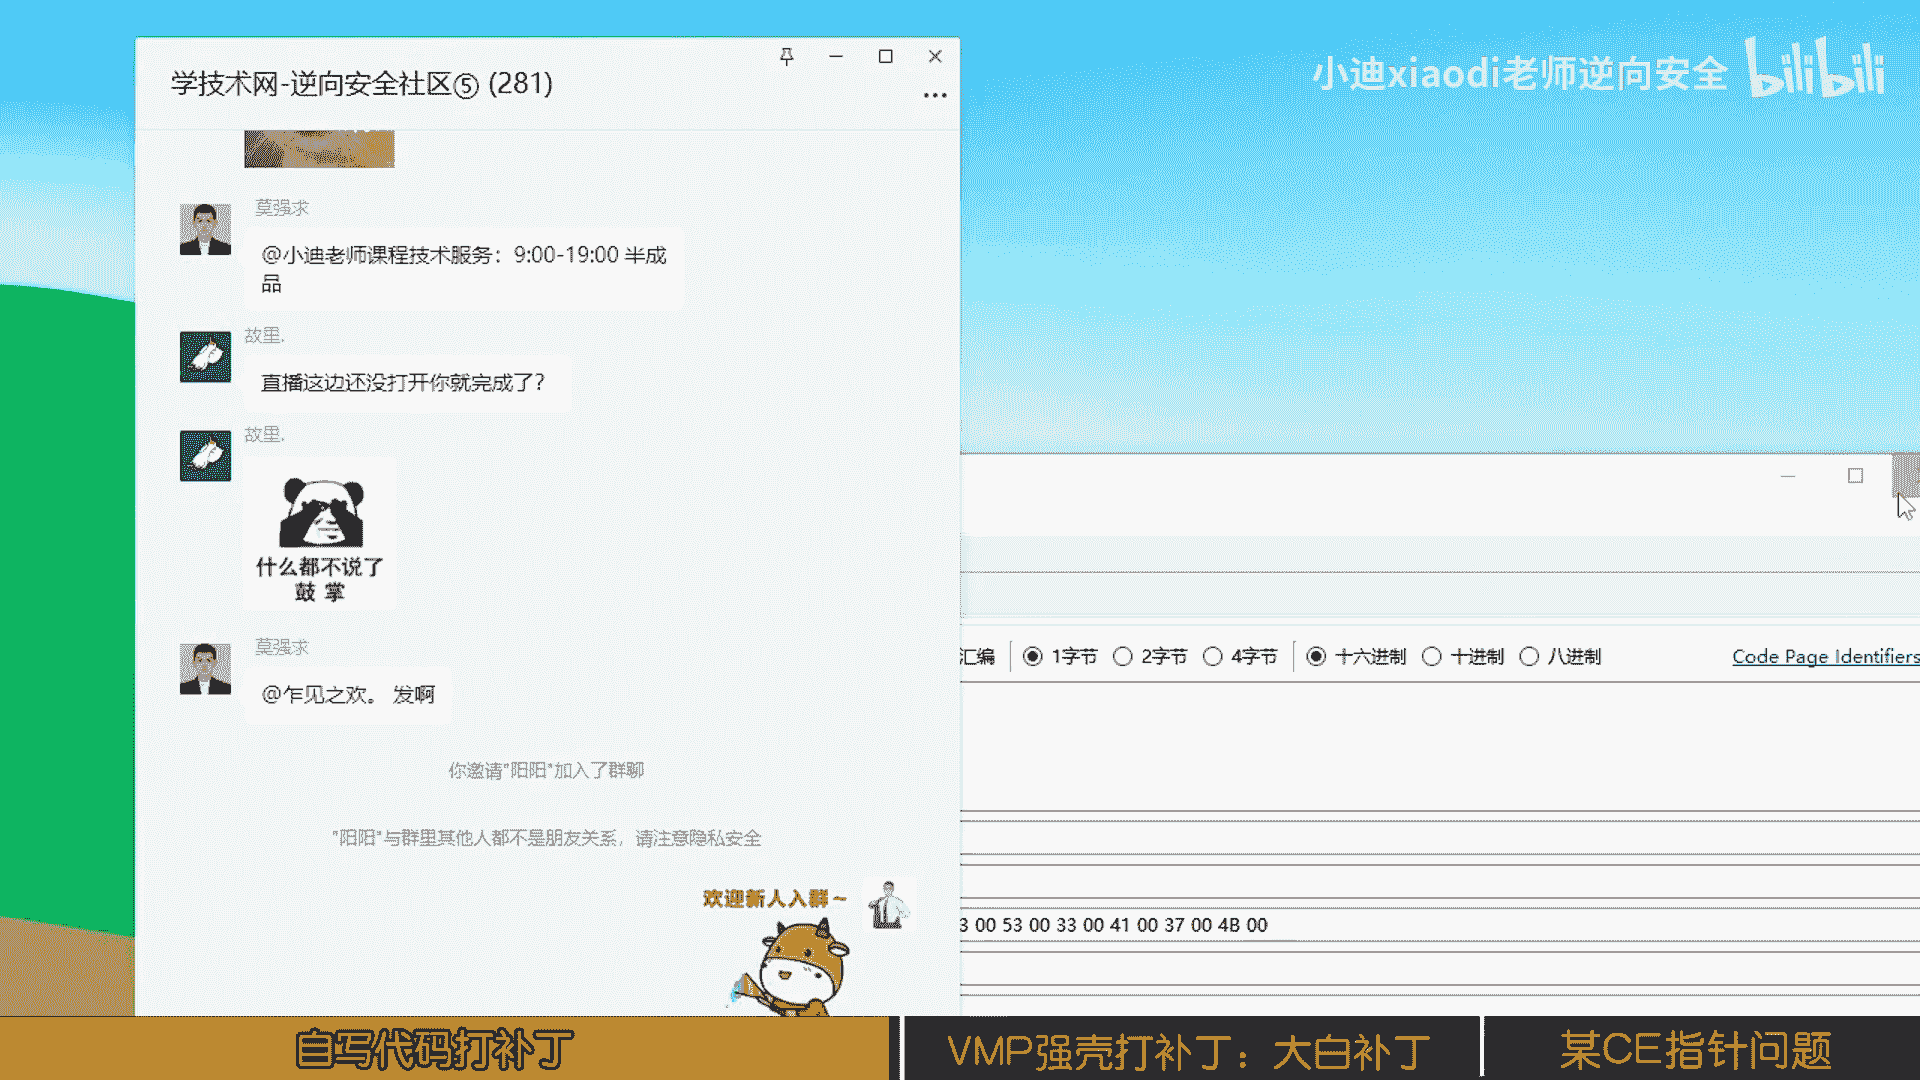 小迪xiaodi老师逆向安全 bilibili
学技术网-逆向安全社区⑤ (281)
莫强求
@小迪老师课程技术服务：9:00-19:00 半成
品
故里.
直播这边还没打开你就完成了？
故里.
什么都不说了
鼓 掌
莫强求
@乍见之欢。 发啊
你邀请"阳阳"加入了群聊
"阳阳"与群里其他人都不是朋友关系，请注意隐私安全
欢迎新人入群~
汇编 1字节 2字节 4字节 十六进制 十进制 八进制 Code Page Identifiers
3 00 53 00 33 00 41 00 37 00 4B 00
自写代码打补丁
VMP强壳打补丁：大白补丁
某CE指针问题